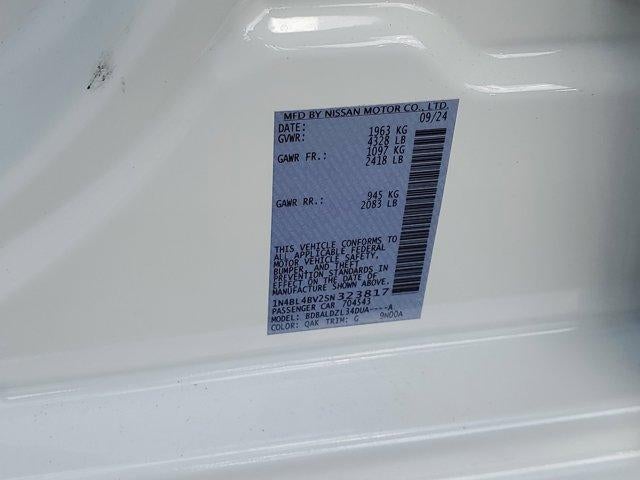 MFD BY NISSAN MOTOR CO., LTD.
DATE: 09/24
GVWR: 1963 KG
4328 LB
GAWR FR.: 1097 KG
2418 LB
GAWR RR.: 945 KG
2083 LB
THIS VEHICLE CONFORMS TO
ALL APPLICABLE FEDERAL
MOTOR VEHICLE SAFETY,
BUMPER, AND THEFT
PREVENTION STANDARDS IN
EFFECT ON THE DATE OF
MANUFACTURE SHOWN ABOVE.
1N4BL4BV2SN323817
PASSENGER CAR 704543
MODEL: BDBALDZL34DUA----A
COLOR: QAK TRIM: G 9N00A